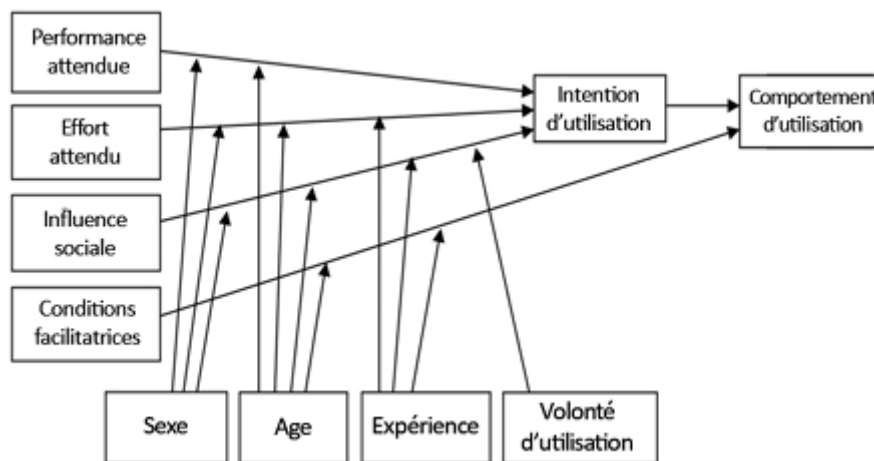 Performance
attendue
Effort
attendu
Influence
sociale
Conditions
facilitatrices
Intention
d'utilisation
Comportement
d'utilisation
Sexe
Age
Expérience
Volonté
d'utilisation